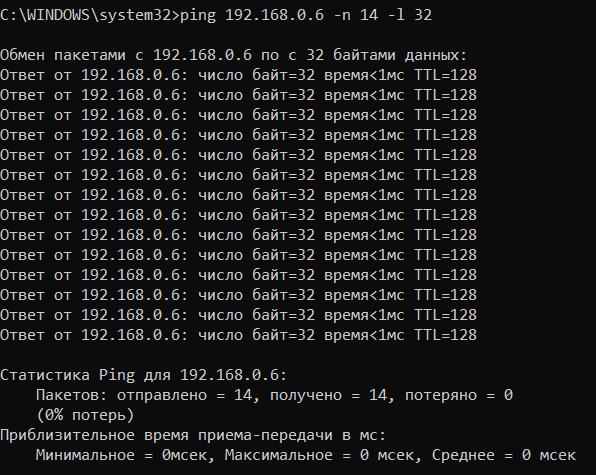 C:\WINDOWS\system32>ping 192.168.0.6 -n 14 -l 32
Обмен пакетами с 192.168.0.6 по с 32 байтами данных:
Ответ от 192.168.0.6: число байт=32 время<1мс TTL=128
Ответ от 192.168.0.6: число байт=32 время<1мс TTL=128
Ответ от 192.168.0.6: число байт=32 время<1мс TTL=128
Ответ от 192.168.0.6: число байт=32 время<1мс TTL=128
Ответ от 192.168.0.6: число байт=32 время<1мс TTL=128
Ответ от 192.168.0.6: число байт=32 время<1мс TTL=128
Ответ от 192.168.0.6: число байт=32 время<1мс TTL=128
Ответ от 192.168.0.6: число байт=32 время<1мс TTL=128
Ответ от 192.168.0.6: число байт=32 время<1мс TTL=128
Ответ от 192.168.0.6: число байт=32 время<1мс TTL=128
Ответ от 192.168.0.6: число байт=32 время<1мс TTL=128
Ответ от 192.168.0.6: число байт=32 время<1мс TTL=128
Ответ от 192.168.0.6: число байт=32 время<1мс TTL=128
Ответ от 192.168.0.6: число байт=32 время<1мс TTL=128
Статистика Ping для 192.168.0.6:
    Пакетов: отправлено = 14, получено = 14, потеряно = 0
    (0% потерь)
Приблизительное время приема-передачи в мс:
    Минимальное = 0мсек, Максимальное = 0 мсек, Среднее = 0 мсек